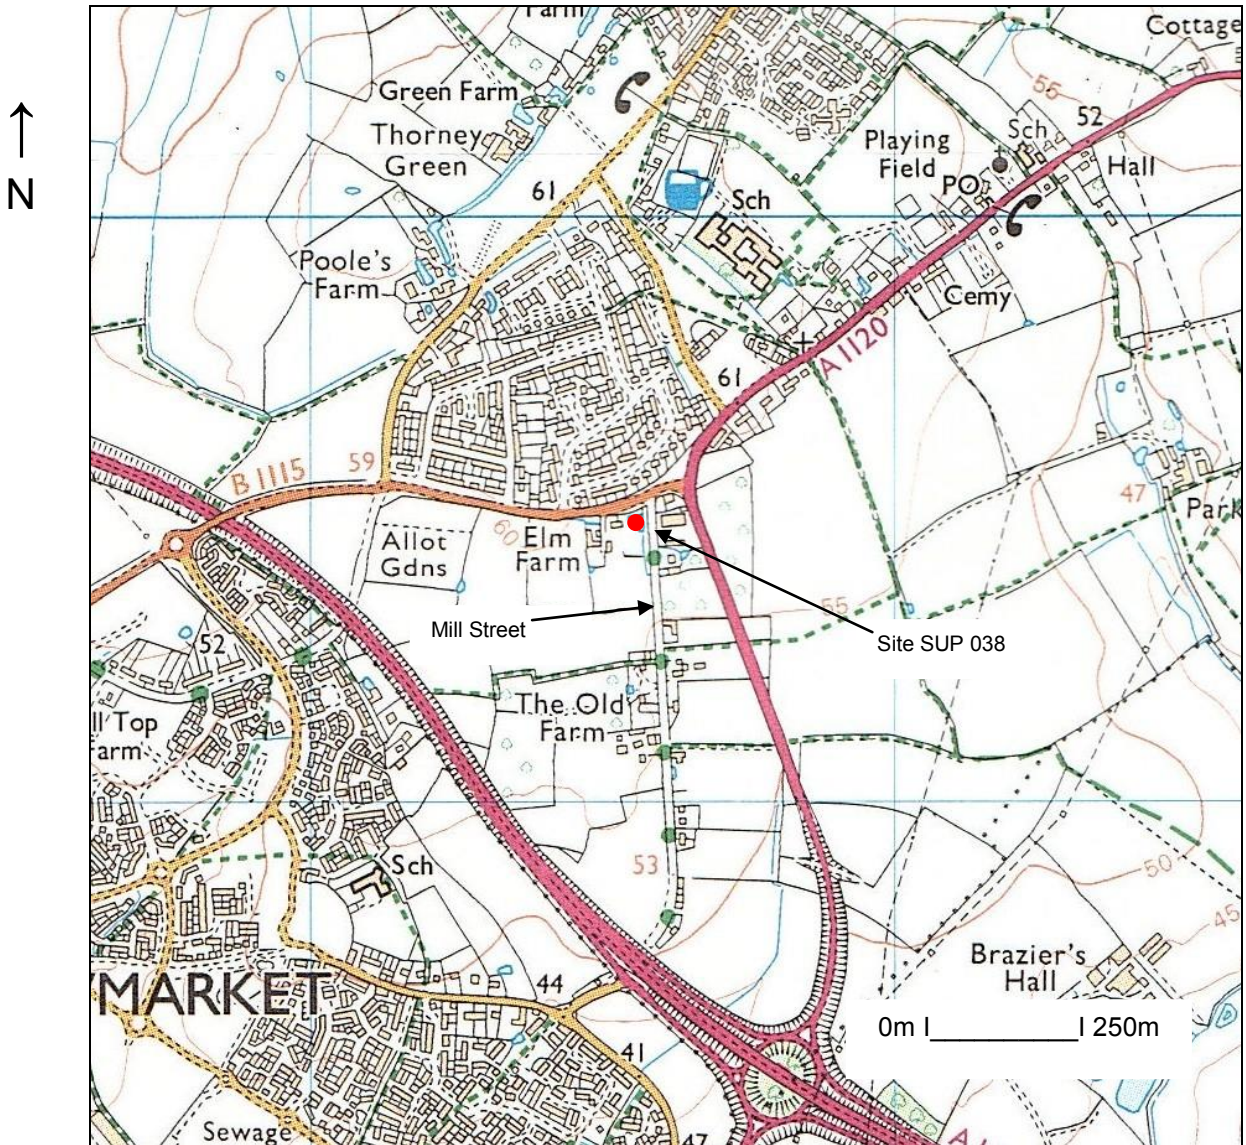 Farm
Cottage
Green Farm
55
52
Sch
Thorney
Green
Playing
Field
Hall
PO
61
Sch
N
Poole's
Farm
Cemy
A 1120
61
B 1115
59
47
Park
60
Elm
Farm
Allot
Gdns
55
Mill Street
Site SUP 038
52
ll Top
arm
The Old
Farm
53
Sch
50
45
Brazier's
Hall
MARKET
44
0m I__________I 250m
41
Sewage
47
A